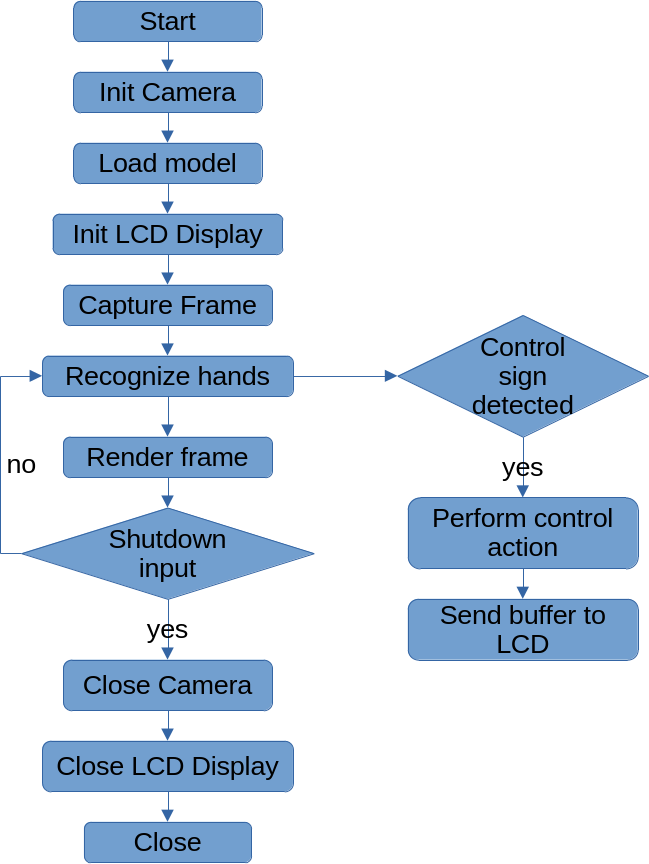 Start
Init Camera
Load model
Init LCD Display
Capture Frame
Recognize hands
Render frame
no
Shutdown
input
yes
Close Camera
Close LCD Display
Close
Control
sign
detected
yes
Perform control
action
Send buffer to
LCD